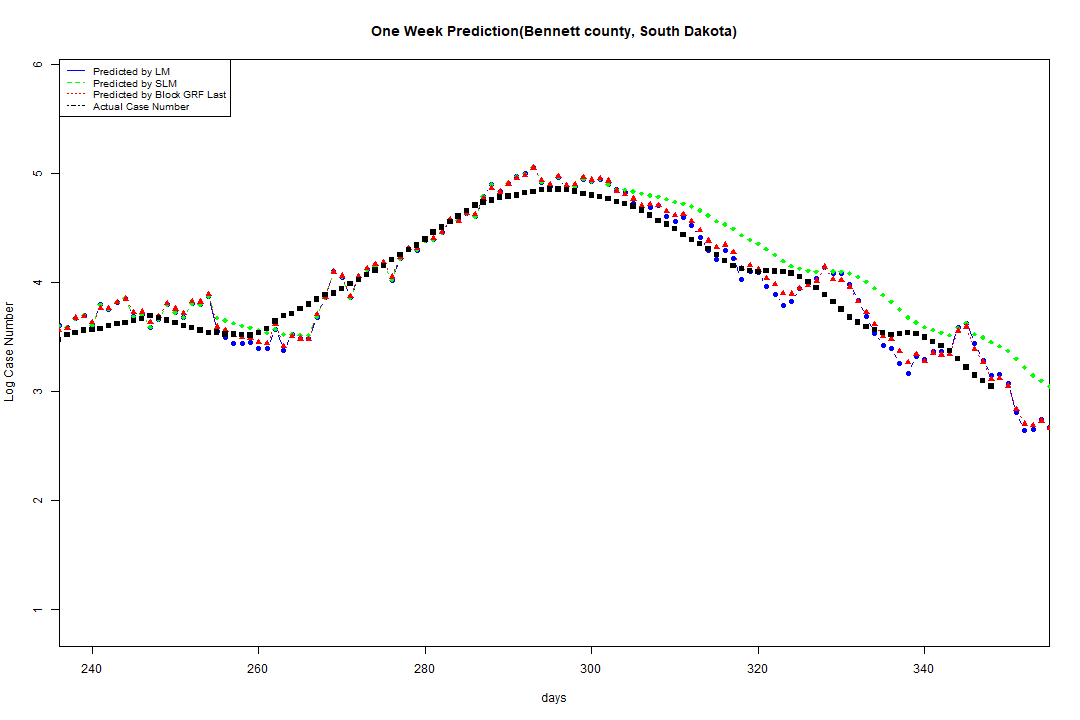 One Week Prediction(Bennett county, South Dakota)
6
Predicted by LM
Predicted by SLM
Predicted by Block GRF Last
Actual Case Number
5
4
3
2
1
Log Case Number
240 260 280 300 320 340
days